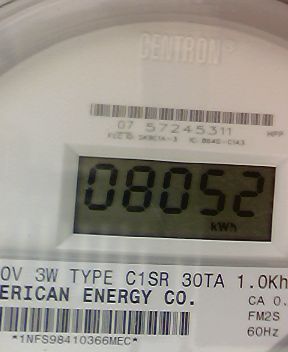 CENTRON
07 57245311
HPP
08052
kWh
0V 3W TYPE C1SR 30TA 1.0Kh
ERICAN ENERGY CO.
CA 0.
FM2S
60Hz
*1NFS98410366MEC*